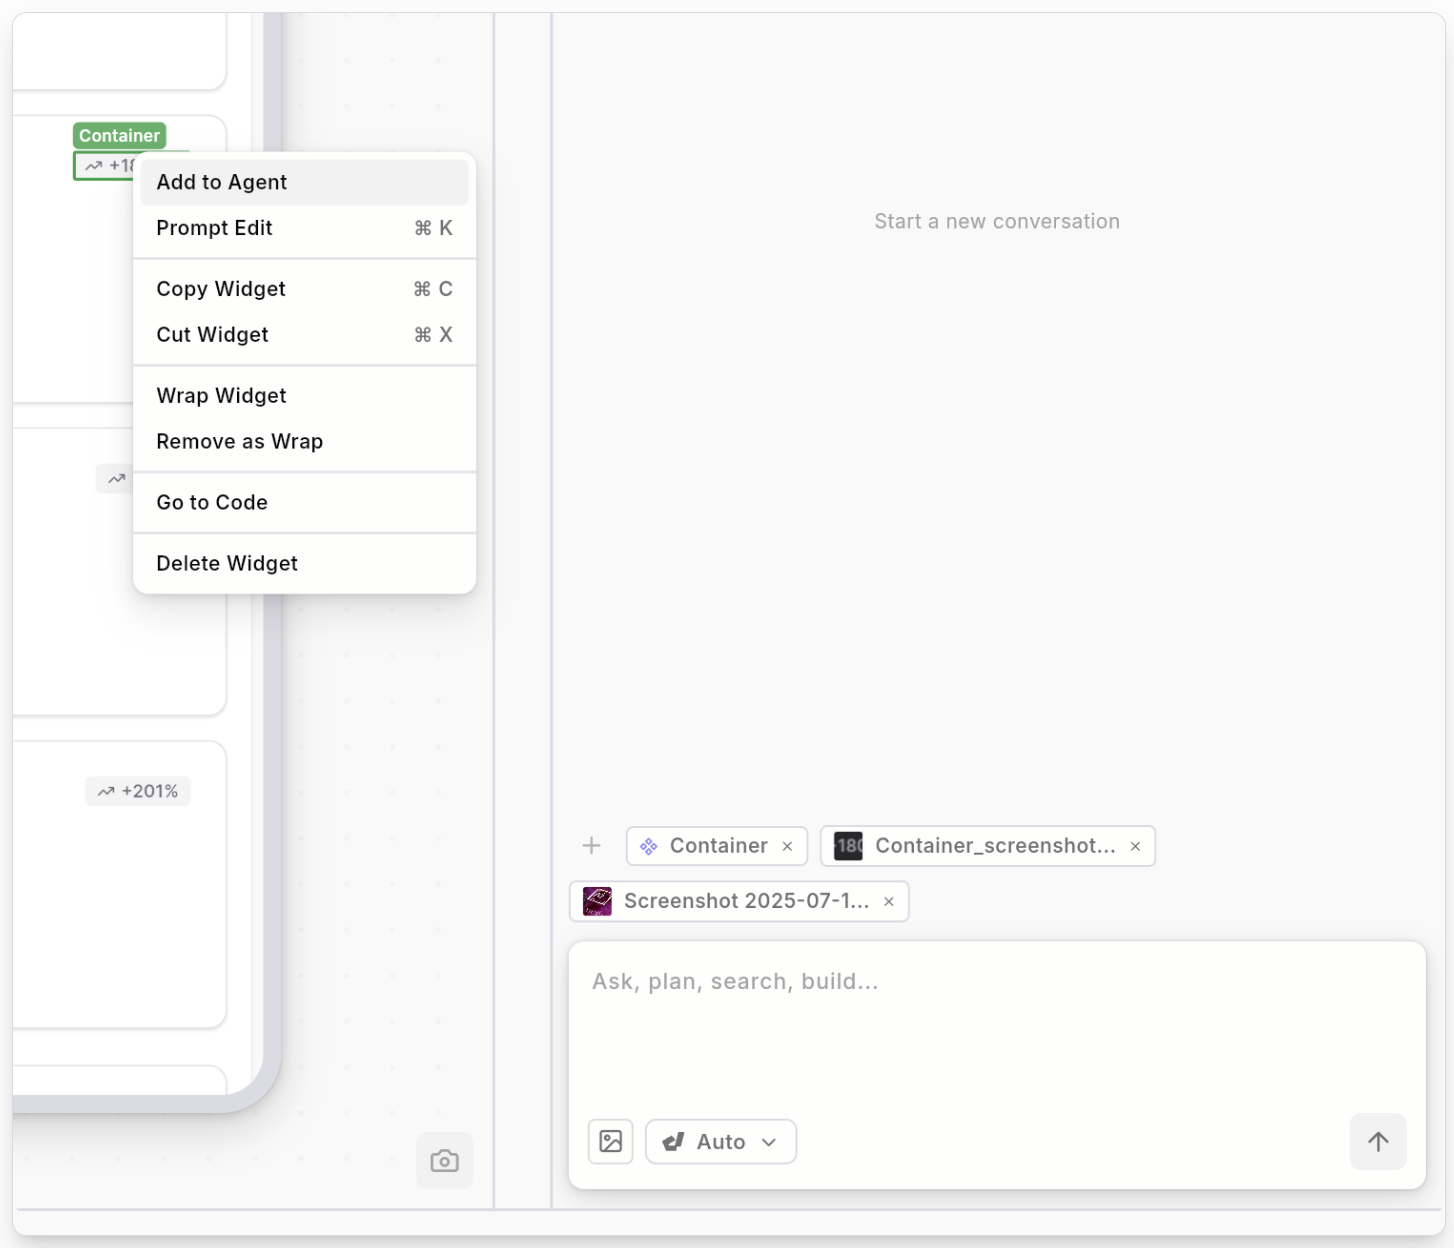 Container
+18
Add to Agent
Prompt Edit ⌘ K
Copy Widget ⌘ C
Cut Widget ⌘ X
Wrap Widget
Remove as Wrap
Go to Code
Delete Widget
+201%
Start a new conversation
Container ×
180 Container_screenshot... ×
Screenshot 2025-07-1... ×
Ask, plan, search, build...
Auto